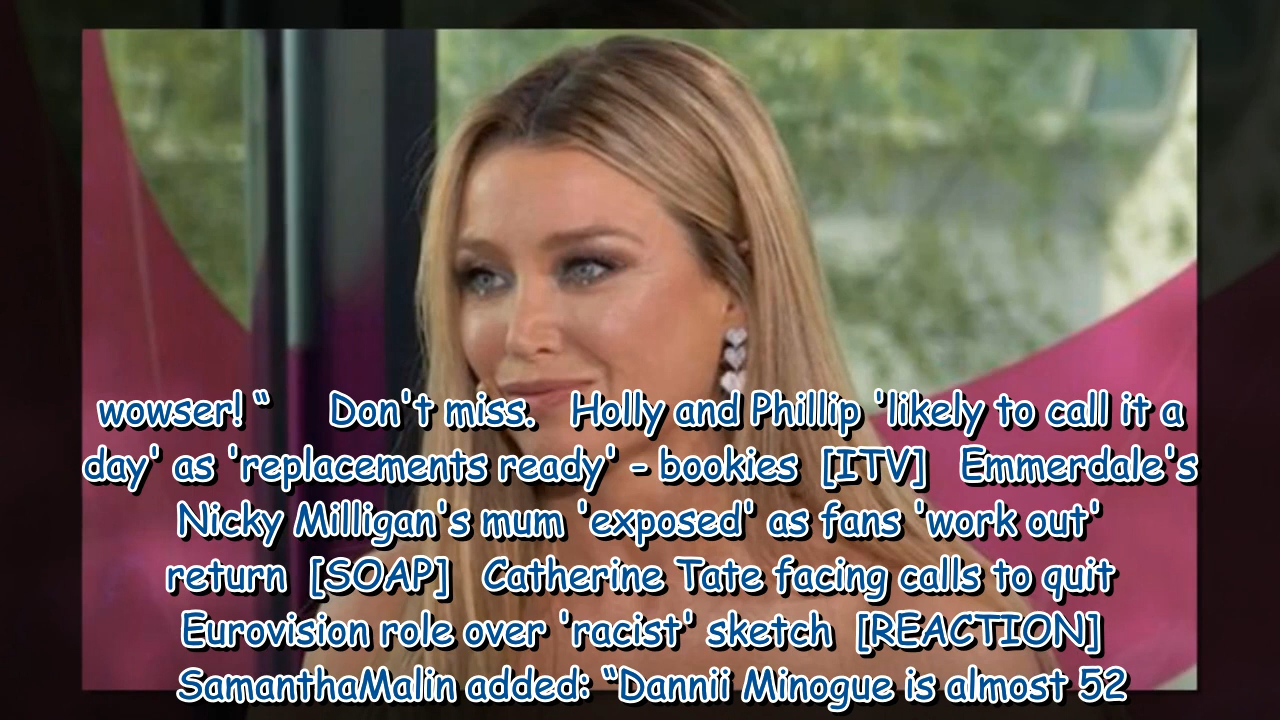 wowser! “ Don't miss. Holly and Phillip 'likely to call it a
day' as 'replacements ready' - bookies [ITV] Emmerdale's
Nicky Milligan's mum 'exposed' as fans 'work out'
return [SOAP] Catherine Tate facing calls to quit
Eurovision role over 'racist' sketch [REACTION]
SamanthaMalin added: “Dannii Minogue is almost 52